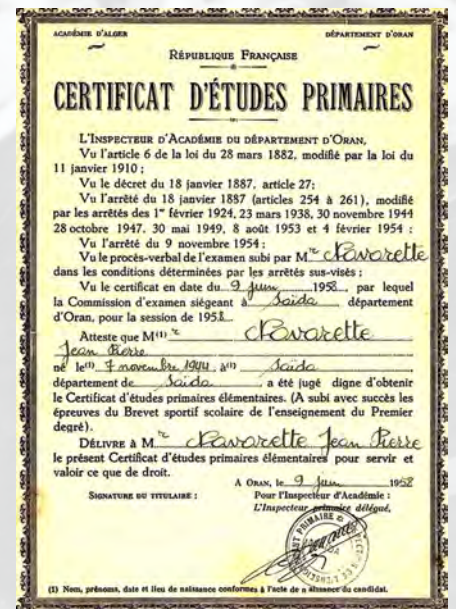 ACADÉMIE D'ALGER
DÉPARTEMENT D'ORAN
RÉPUBLIQUE FRANÇAISE
CERTIFICAT D'ÉTUDES PRIMAIRES
L'INSPECTEUR D'ACADÉMIE DU DÉPARTEMENT D'ORAN,
Vu l'article 6 de la loi du 28 mars 1882, modifié par la loi du
11 janvier 1910 ;
Vu le décret du 18 janvier 1887, article 27;
Vu l'arrêté du 18 janvier 1887 (articles 254 à 261), modifié
par les arrêtés des 1er février 1924, 23 mars 1938, 30 novembre 1944
28 octobre 1947, 30 mai 1949, 8 août 1953 et 4 février 1954 :
Vu l'arrêté du 9 novembre 1954 :
Vu le procès-verbal de l'examen subi par M Navarette
dans les conditions déterminées par les arrêtés sus-visés ;
Vu le certificat en date du 9 Juin 1958 par lequel
la Commission d'examen siégeant à Saïda département
d'Oran, pour la session de 1958
Atteste que M(1) Navarette
Jean Pierre
né le(1) 7 novembre 1944, à(1) Saïda
département de Saïda, a été jugé digne d'obtenir
le Certificat d'études primaires élémentaires. (A subi avec succès les
épreuves du Brevet sportif scolaire de l'enseignement du Premier
degré).
DÉLIVRE à M Navarette Jean Pierre
le présent Certificat d'études primaires élémentaires pour servir et
valoir ce que de droit.
A ORAN, le 9 Juin 1958
SIGNATURE DU TITULAIRE :
Pour l'Inspecteur d'Académie :
L'Inspecteur primaire délégué,
(1) Nom, prénoms, date et lieu de naissance conformes à l'acte de naissance du candidat.